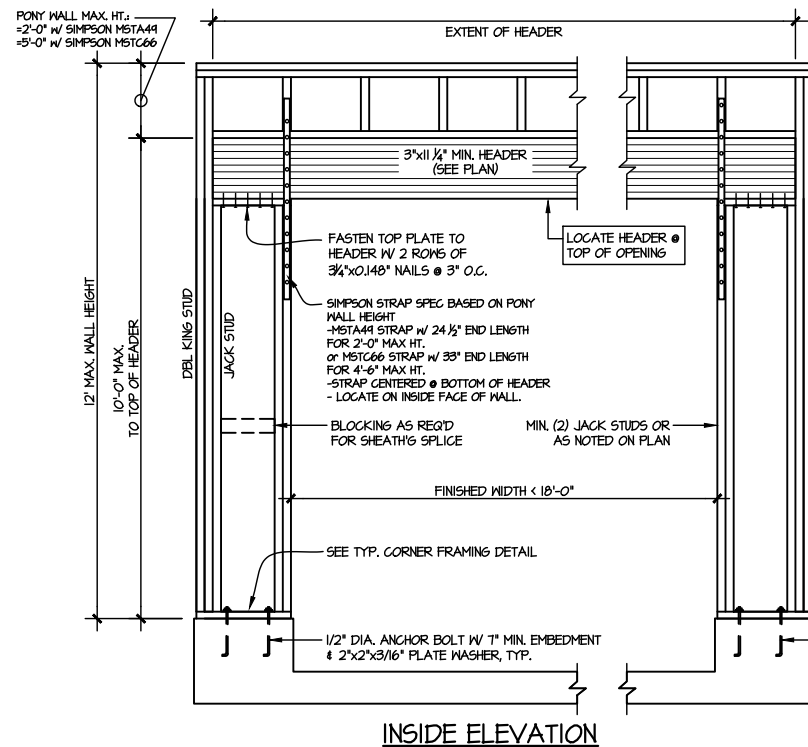 PONY WALL MAX. HT.:
=2'-0" W/ SIMPSON MSTA49
=5'-0" W/ SIMPSON MSTC66
EXTENT OF HEADER
3"x11 1/4" MIN. HEADER
(SEE PLAN)
FASTEN TOP PLATE TO
HEADER W/ 2 ROWS OF
3 1/4"x0.148" NAILS @ 3" O.C.
LOCATE HEADER @
TOP OF OPENING
SIMPSON STRAP SPEC BASED ON PONY
WALL HEIGHT
-MSTA49 STRAP W/ 24 1/2" END LENGTH
FOR 2'-0" MAX HT.
or MSTC66 STRAP W/ 33" END LENGTH
FOR 4'-6" MAX HT.
-STRAP CENTERED @ BOTTOM OF HEADER
- LOCATE ON INSIDE FACE OF WALL.
12' MAX. WALL HEIGHT
10'-0" MAX.
TO TOP OF HEADER
DBL KING STUD
JACK STUD
BLOCKING AS REQ'D
FOR SHEATH'G SPLICE
MIN. (2) JACK STUDS OR
AS NOTED ON PLAN
FINISHED WIDTH < 18'-0"
SEE TYP. CORNER FRAMING DETAIL
1/2" DIA. ANCHOR BOLT W/ 7" MIN. EMBEDMENT
& 2"x2"x3/16" PLATE WASHER, TYP.
INSIDE ELEVATION